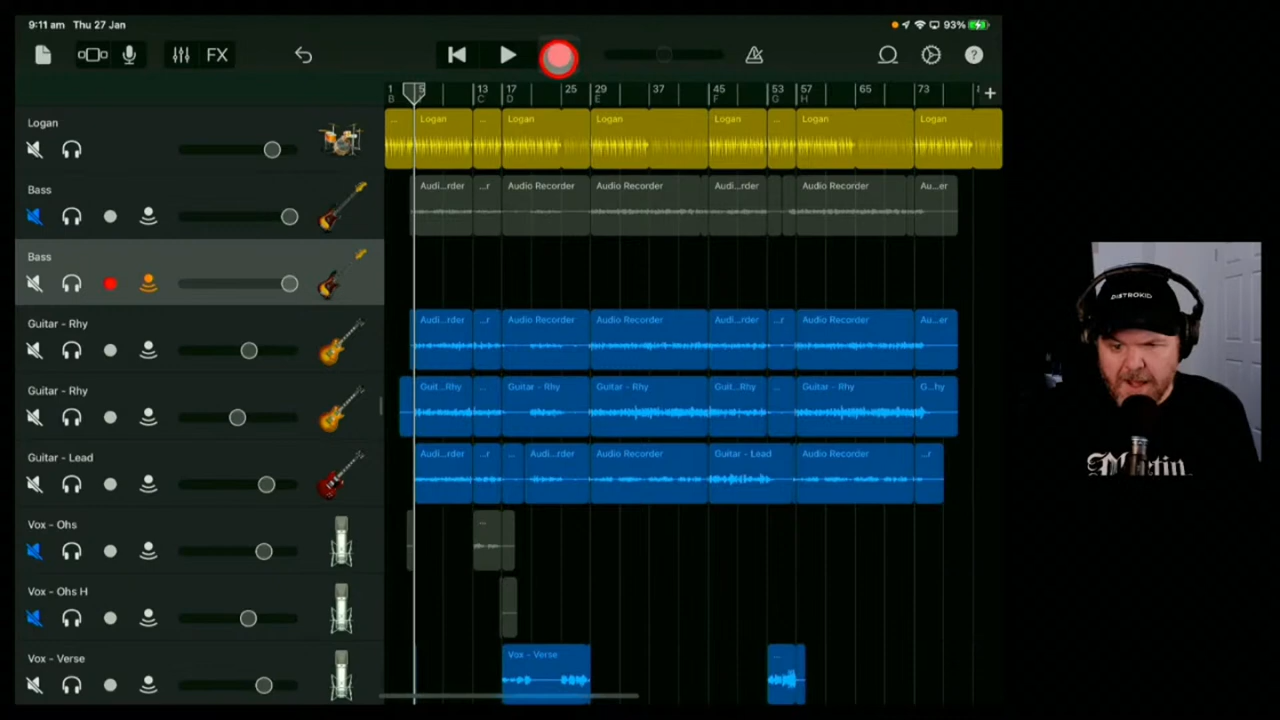 9:11 am Thu 27 Jan
93%
FX
?
1 5 13 17 25 29 37 45 53 57 65 73
B C D E F G H
Logan
... Logan ... Logan Logan Logan ... Logan Logan
Bass
Audi...rder ...r Audio Recorder Audio Recorder Audi...rder ...r Audio Recorder Au...er
Bass
Guitar - Rhy
Audi...rder ...r Audio Recorder Audio Recorder Audi...rder ...r Audio Recorder Au...er
Guitar - Rhy
Guit...Rhy ... Guitar - Rhy Guitar - Rhy Guit...Rhy ... Guitar - Rhy G...hy
Guitar - Lead
Audi...rder ...r ... Audi...rder Audio Recorder Guitar - Lead Audio Recorder ...r
Vox - Ohs
...
Vox - Ohs H
Vox - Verse
Vox - Verse ...
DISTROKID
Martin